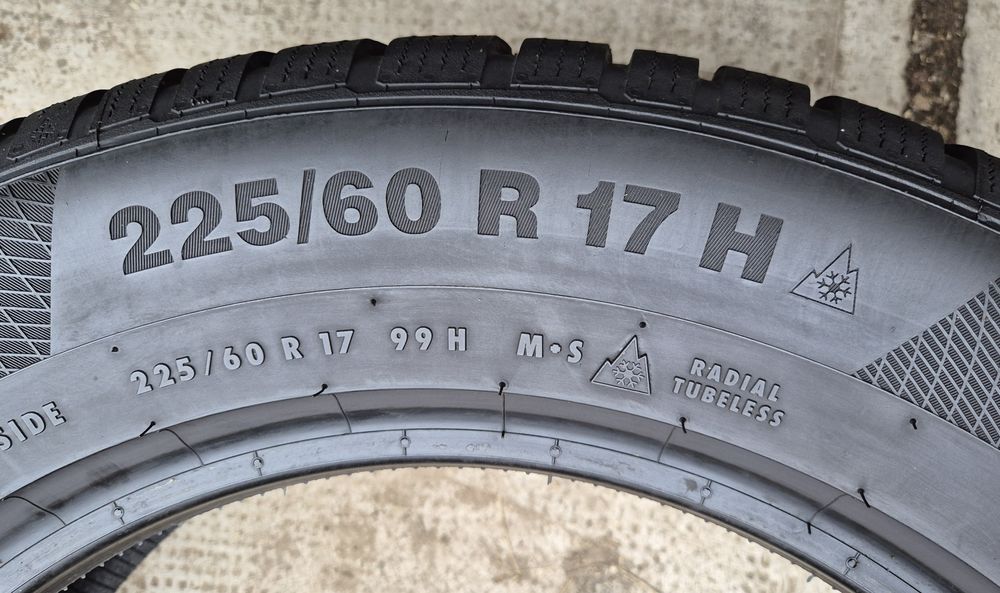 225/60 R 17 H
SIDE 225/60 R 17 99 H M•S RADIAL
TUBELESS